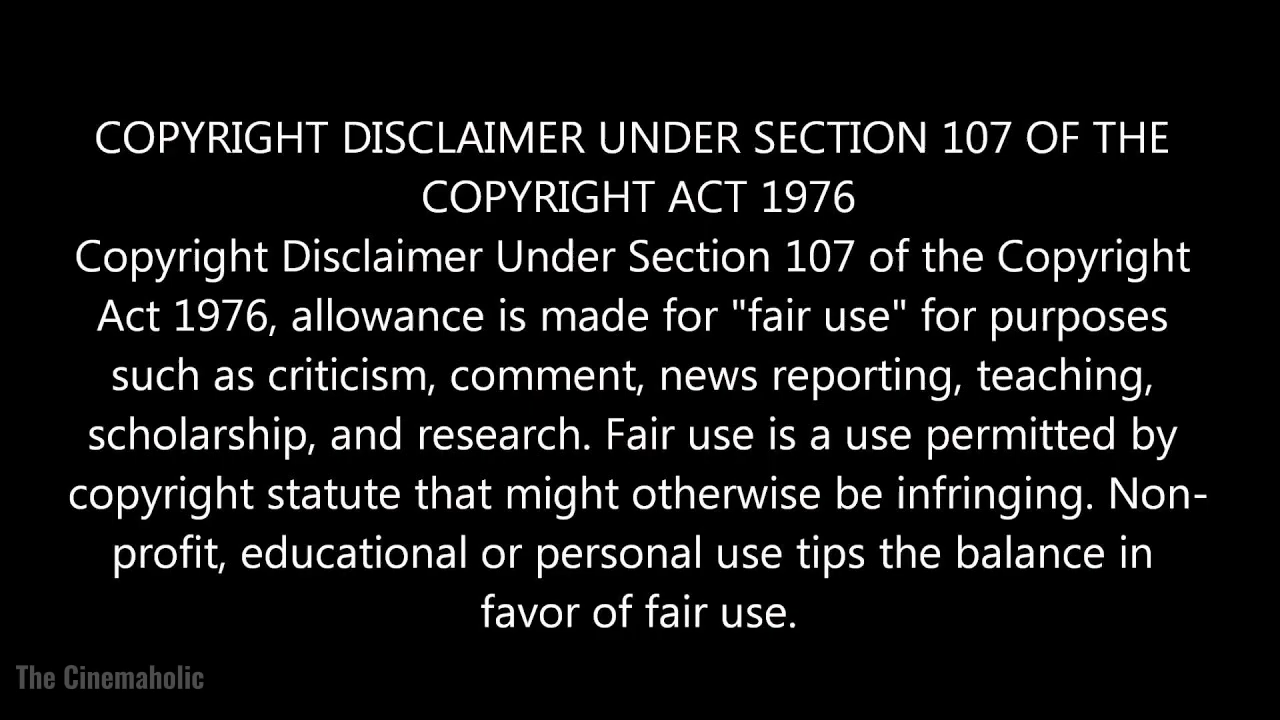 COPYRIGHT DISCLAIMER UNDER SECTION 107 OF THE
COPYRIGHT ACT 1976
Copyright Disclaimer Under Section 107 of the Copyright
Act 1976, allowance is made for "fair use" for purposes
such as criticism, comment, news reporting, teaching,
scholarship, and research. Fair use is a use permitted by
copyright statute that might otherwise be infringing. Non-
profit, educational or personal use tips the balance in
favor of fair use.
The Cinemaholic